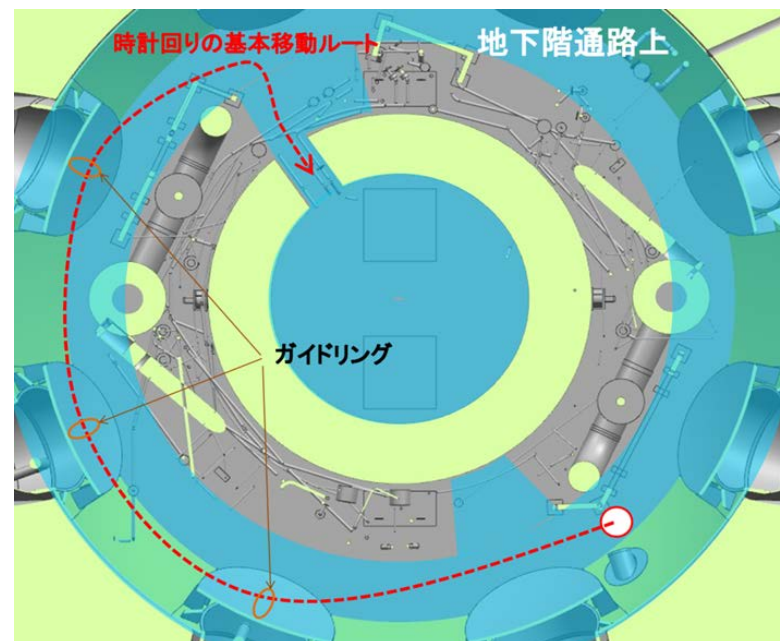 時計回りの基本移動ルート
地下階通路上
ガイドリング